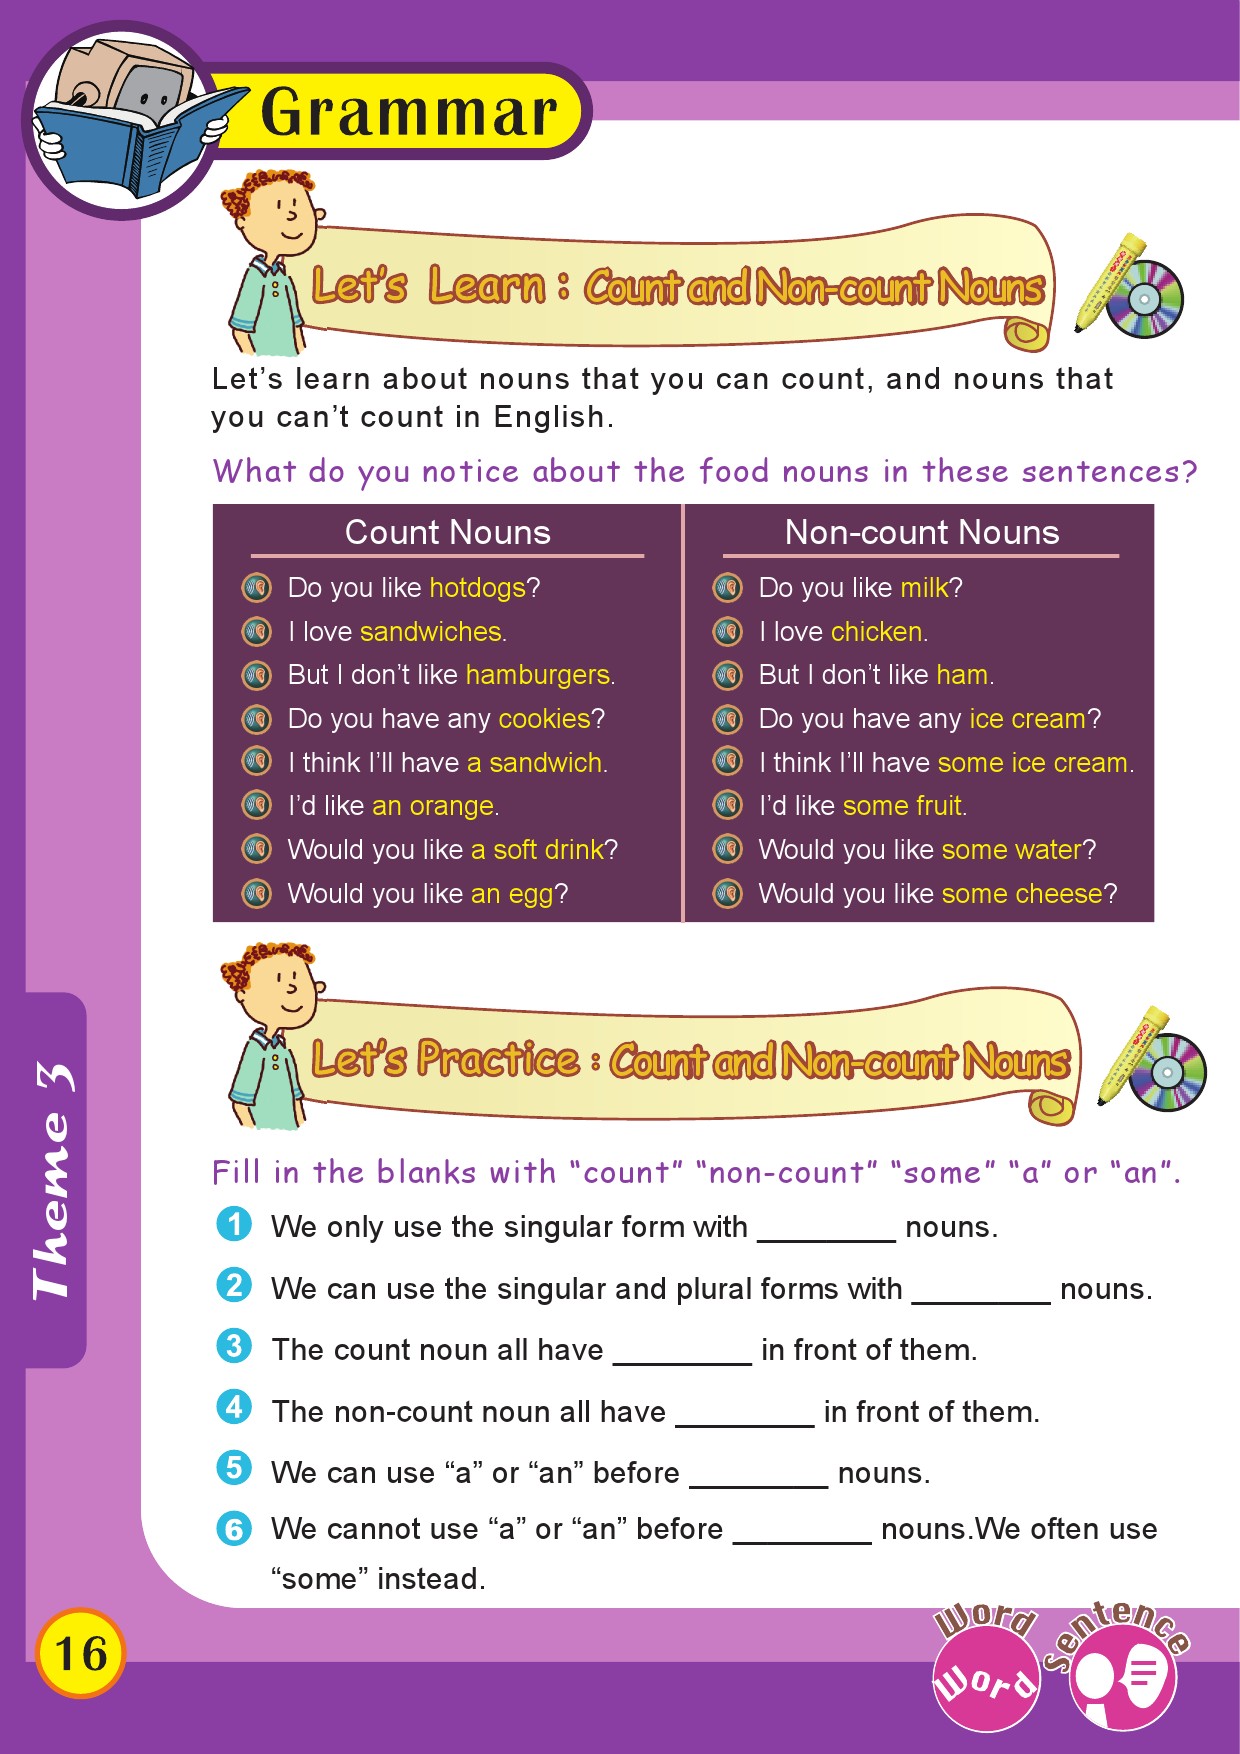 Grammar
Let's Learn : Count and Non-count Nouns
Let's learn about nouns that you can count, and nouns that
you can't count in English.
What do you notice about the food nouns in these sentences?
Count Nouns
Do you like hotdogs?
I love sandwiches.
But I don't like hamburgers.
Do you have any cookies?
I think I'll have a sandwich.
I'd like an orange.
Would you like a soft drink?
Would you like an egg?
Non-count Nouns
Do you like milk?
I love chicken.
But I don't like ham.
Do you have any ice cream?
I think I'll have some ice cream.
I'd like some fruit.
Would you like some water?
Would you like some cheese?
Let's Practice : Count and Non-count Nouns
Fill in the blanks with “count” “non-count” “some” “a” or “an”.
1 We only use the singular form with ________ nouns.
2 We can use the singular and plural forms with ________ nouns.
3 The count noun all have ________ in front of them.
4 The non-count noun all have ________ in front of them.
5 We can use “a” or “an” before ________ nouns.
6 We cannot use “a” or “an” before ________ nouns.We often use
“some” instead.
Theme 3
16
Word
Word
Sentence